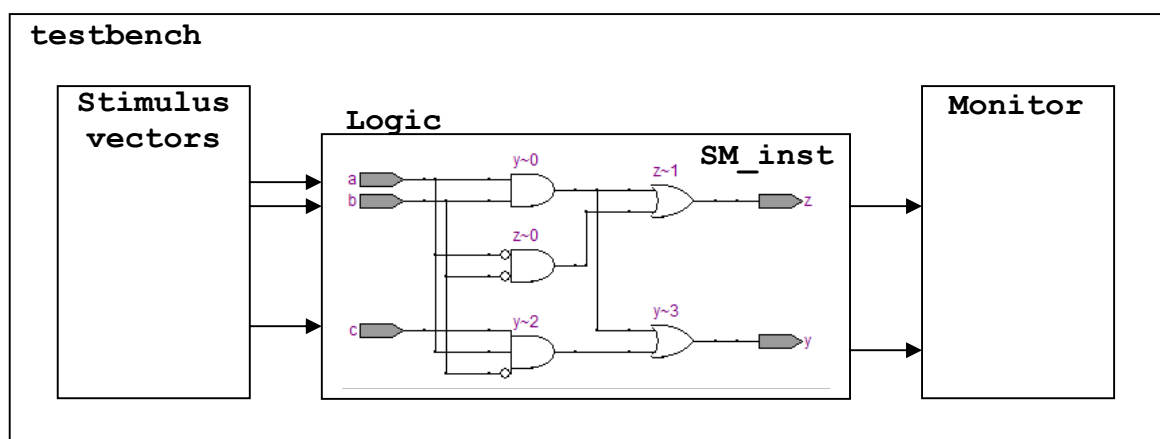 testbench
Stimulus
vectors
Logic
SM_inst
Monitor
y~0
z~1
a
b
z
z~0
c
y~2
y~3
y